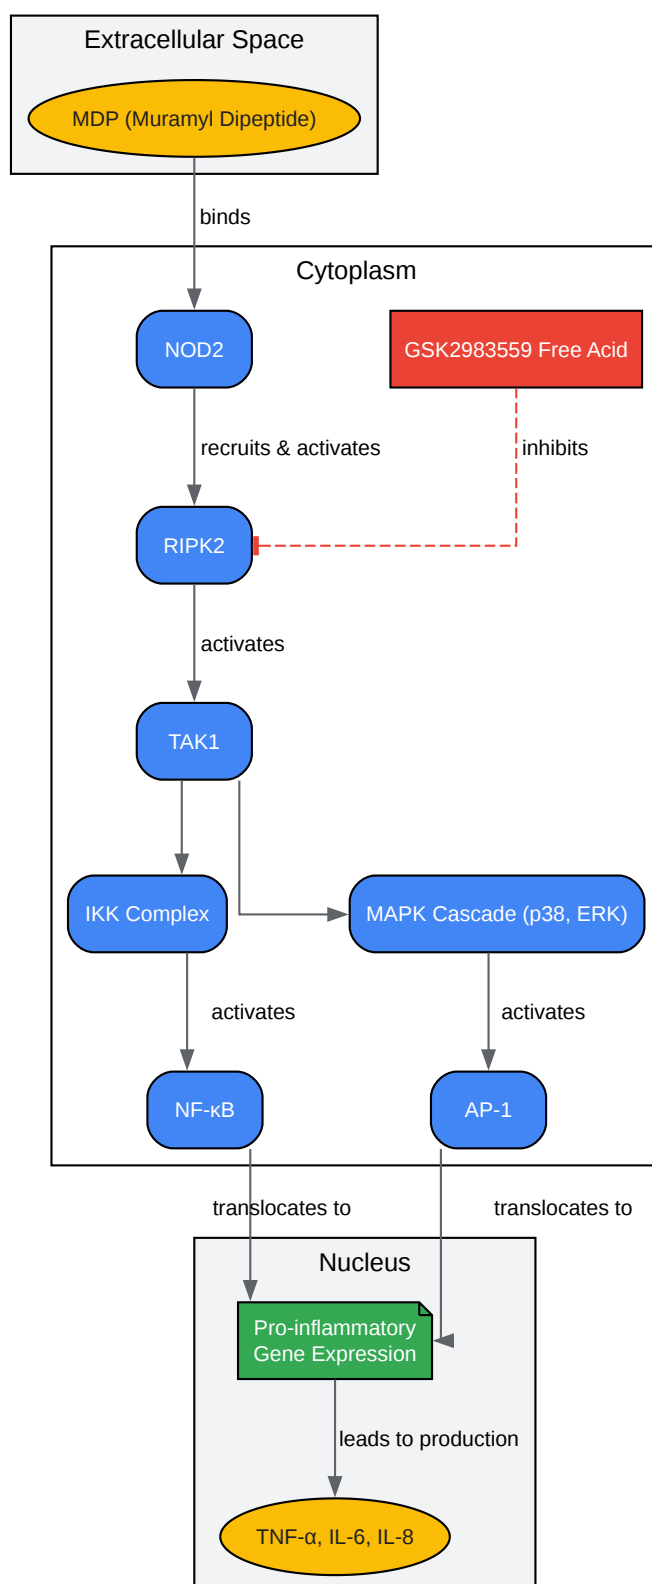 Extracellular Space
MDP (Muramyl Dipeptide)
binds
Cytoplasm
NOD2
GSK2983559 Free Acid
recruits & activates
inhibits
RIPK2
activates
TAK1
IKK Complex
MAPK Cascade (p38, ERK)
activates
activates
NF-κB
AP-1
translocates to
translocates to
Nucleus
Pro-inflammatory
Gene Expression
leads to production
TNF-α, IL-6, IL-8